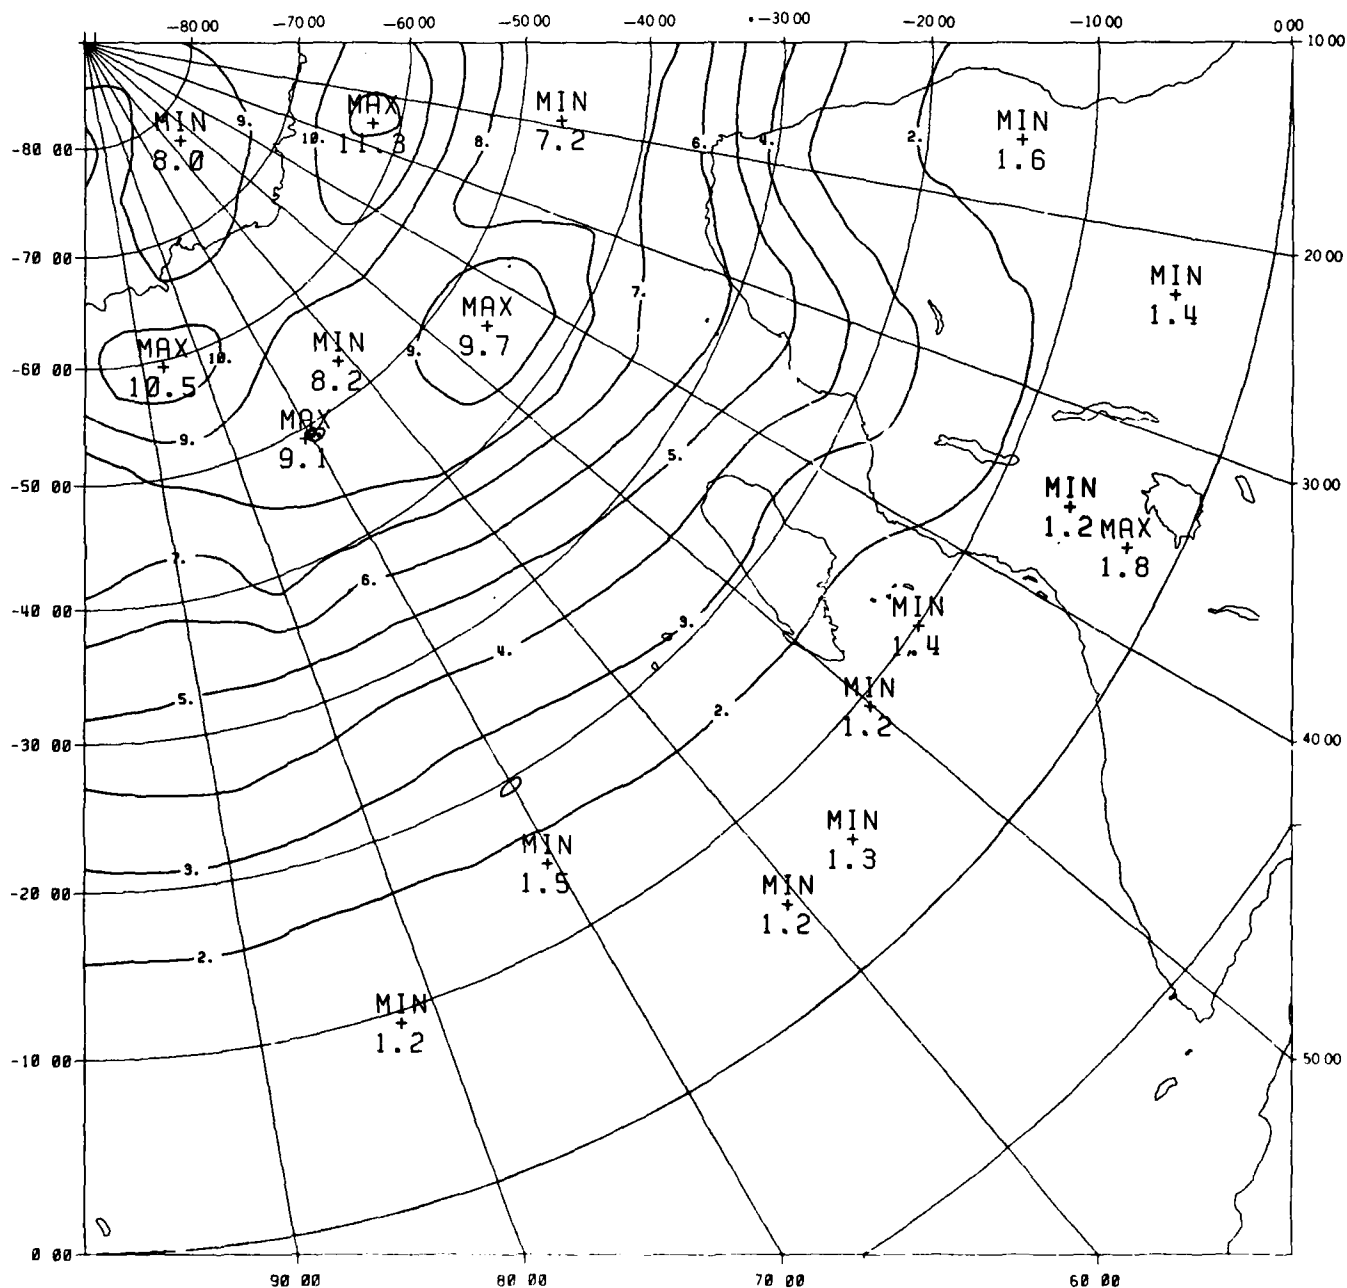 -80 00 -70 00 -60 00 -50 00 -40 00 -30 00 -20 00 -10 00 0 00
10 00
MAX
11.3
MIN
7.2
MIN
8.0
9.
10.
8.
6.
4.
2.
MIN
1.6
-80 00
-70 00
20 00
MIN
1.4
7.
MAX
9.7
9.
MIN
8.2
MAX
10.5
10.
-60 00
MAX
9.1
9.
5.
-50 00
30 00
MIN
1.2
MAX
1.8
7.
6.
-40 00
MIN
1.4
3.
4.
5.
MIN
1.2
2.
-30 00
40 00
MIN
1.3
MIN
1.5
3.
MIN
1.2
-20 00
2.
MIN
1.2
-10 00
50 00
0 00
90 00 80 00 70 00 60 00